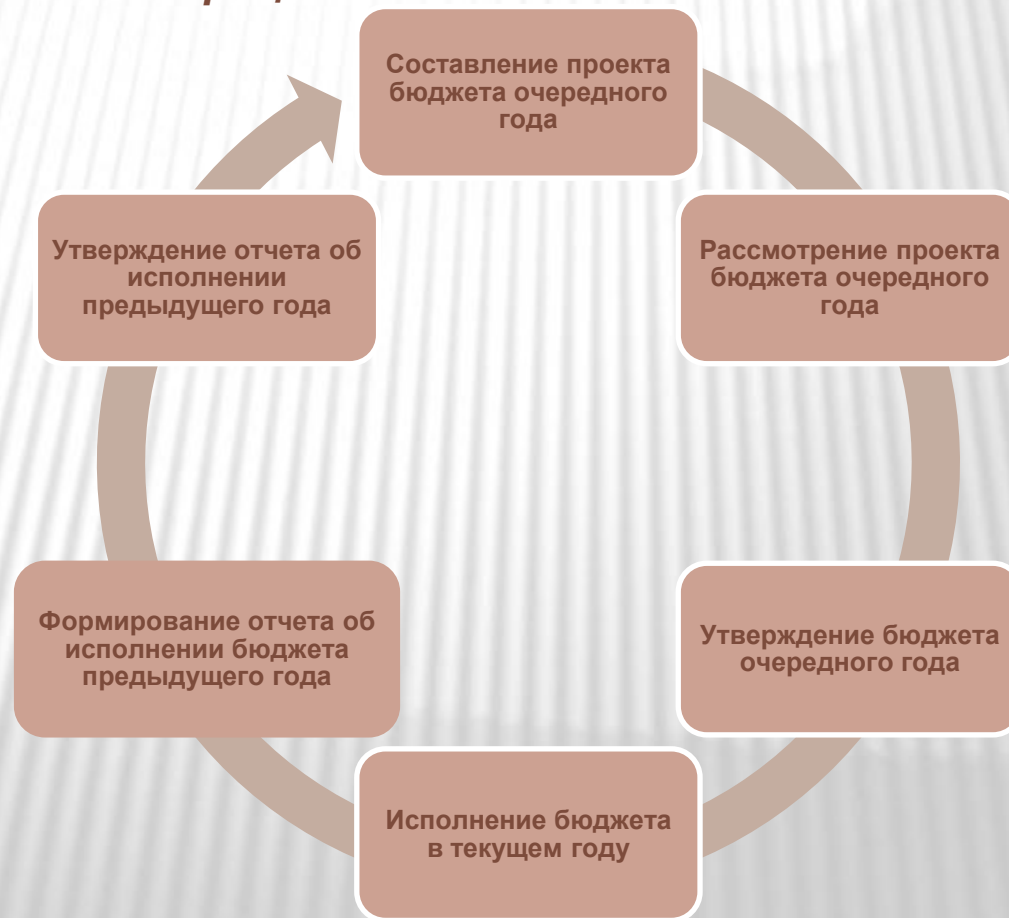 Составление проекта
бюджета очередного
года
Рассмотрение проекта
бюджета очередного
года
Утверждение бюджета
очередного года
Исполнение бюджета
в текущем году
Формирование отчета об
исполнении бюджета
предыдущего года
Утверждение отчета об
исполнении
предыдущего года